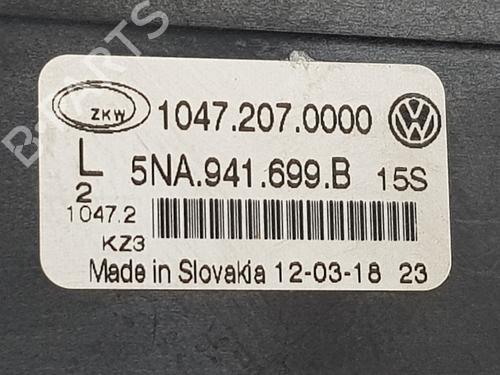 ZKW 1047.207.0000
L 5NA.941.699.B 15S
2
1047.2
KZ3
Made in Slovakia 12-03-18 23